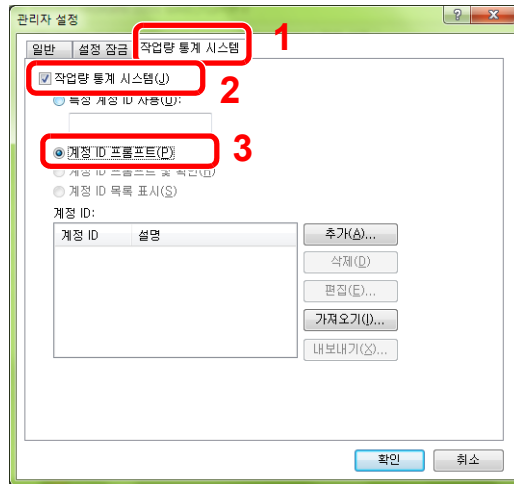 관리자 설정
일반 설정 잠금 작업량 통계 시스템 1
작업량 통계 시스템(J) 2
특정 계정 ID 사용(U):
계정 ID 프롬프트(P) 3
계정 ID 프롬프트 및 확인(H)
계정 ID 목록 표시(S)
계정 ID:
계정 ID 설명
추가(A)...
삭제(D)
편집(E)...
가져오기(I)...
내보내기(X)...
확인 취소